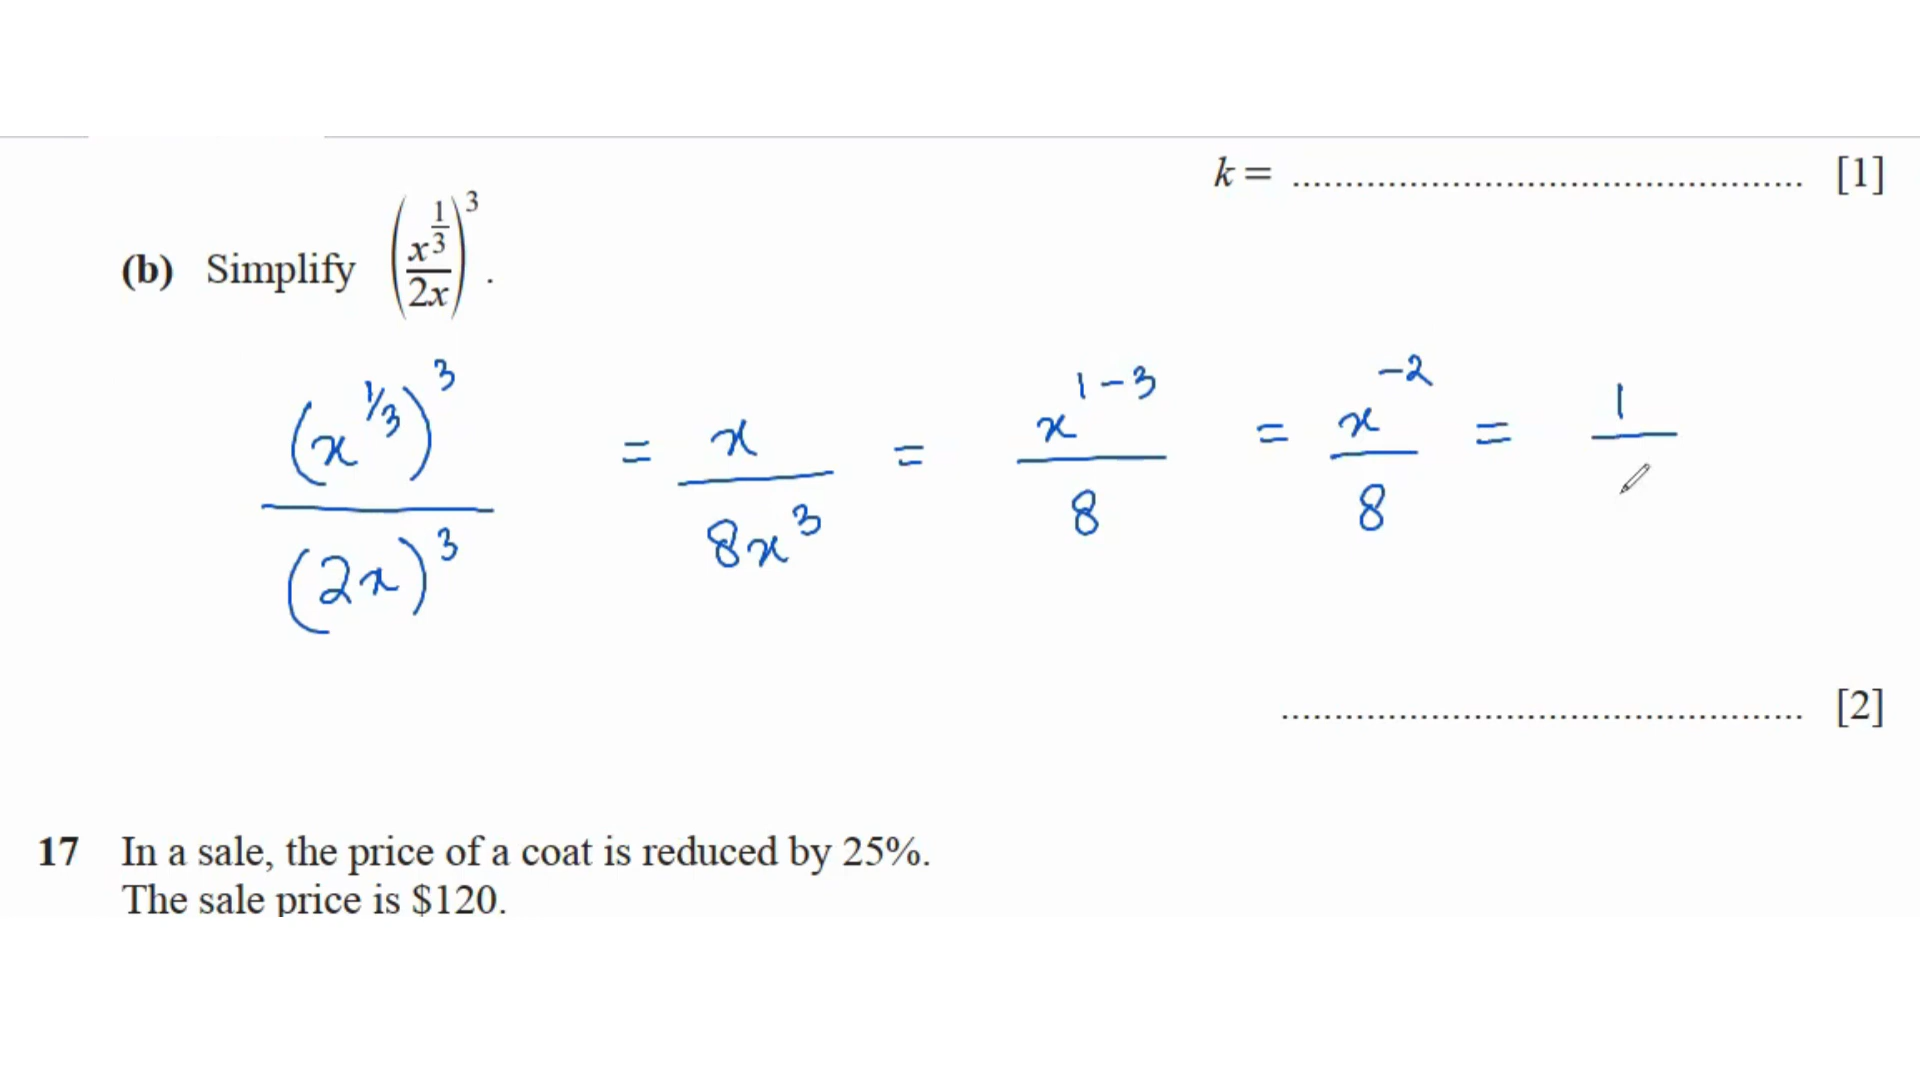 k = ................................................ [1]
(b) Simplify (x^(1/3)/2x)^3 .
(x^(1/3))^3/(2x)^3 = x/8x^3 = x^(1-3)/8 = x^(-2)/8 = 1/
................................................ [2]
17 In a sale, the price of a coat is reduced by 25%.
The sale price is $120.